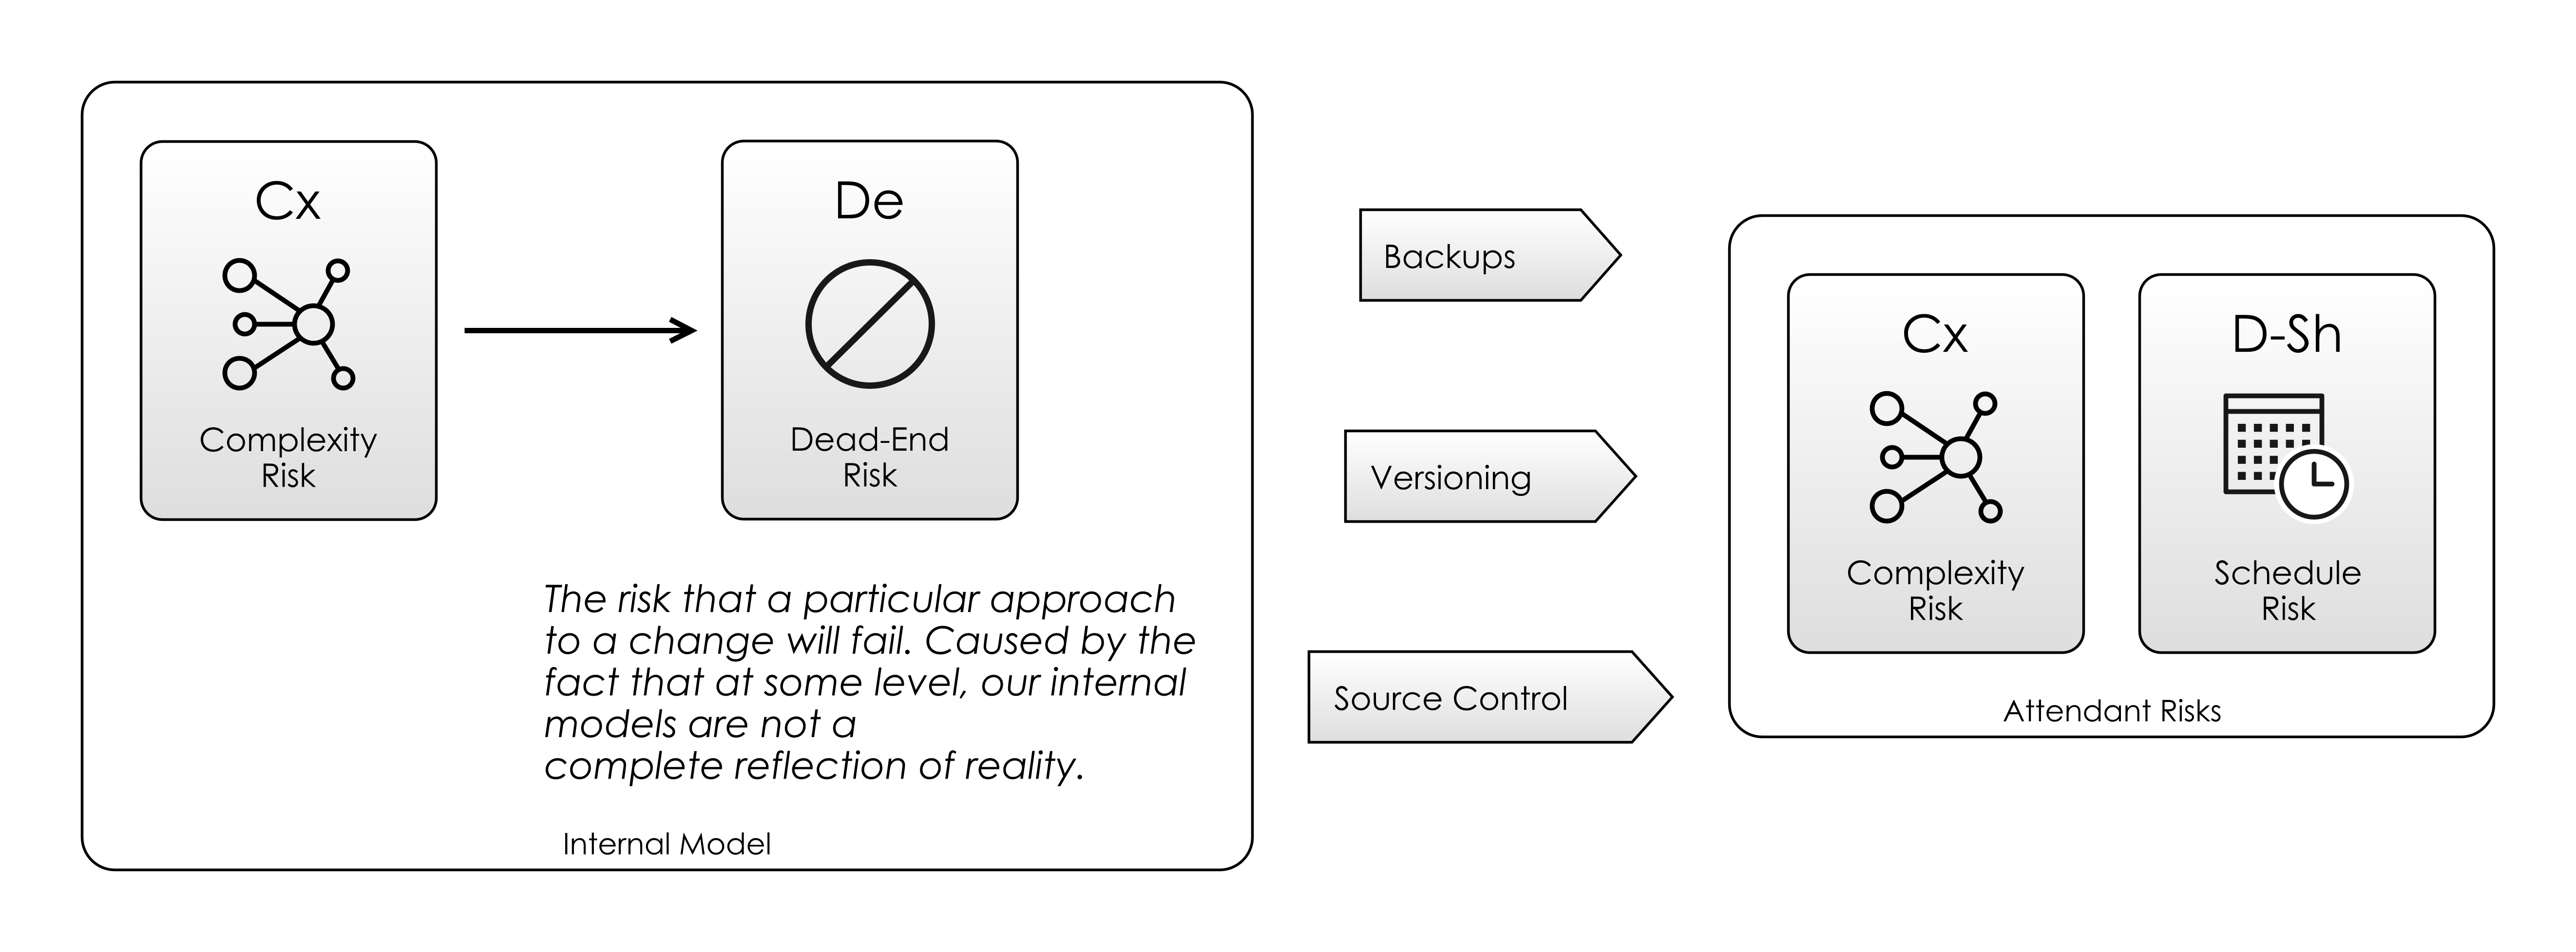 Cx
Complexity
Risk
De
Dead-End
Risk
The risk that a particular approach
to a change will fail. Caused by the
fact that at some level, our internal
models are not a
complete reflection of reality.
Internal Model
Backups
Versioning
Source Control
Cx
Complexity
Risk
D-Sh
Schedule
Risk
Attendant Risks